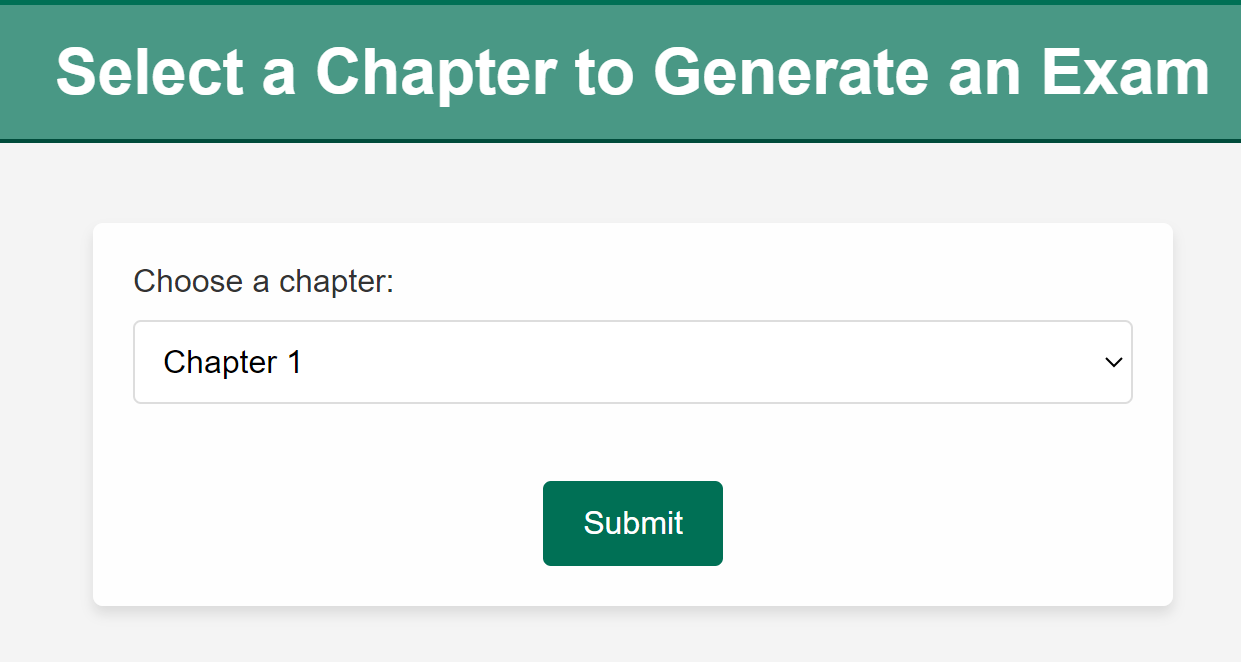 Select a Chapter to Generate an Exam
Choose a chapter:
Chapter 1
Submit